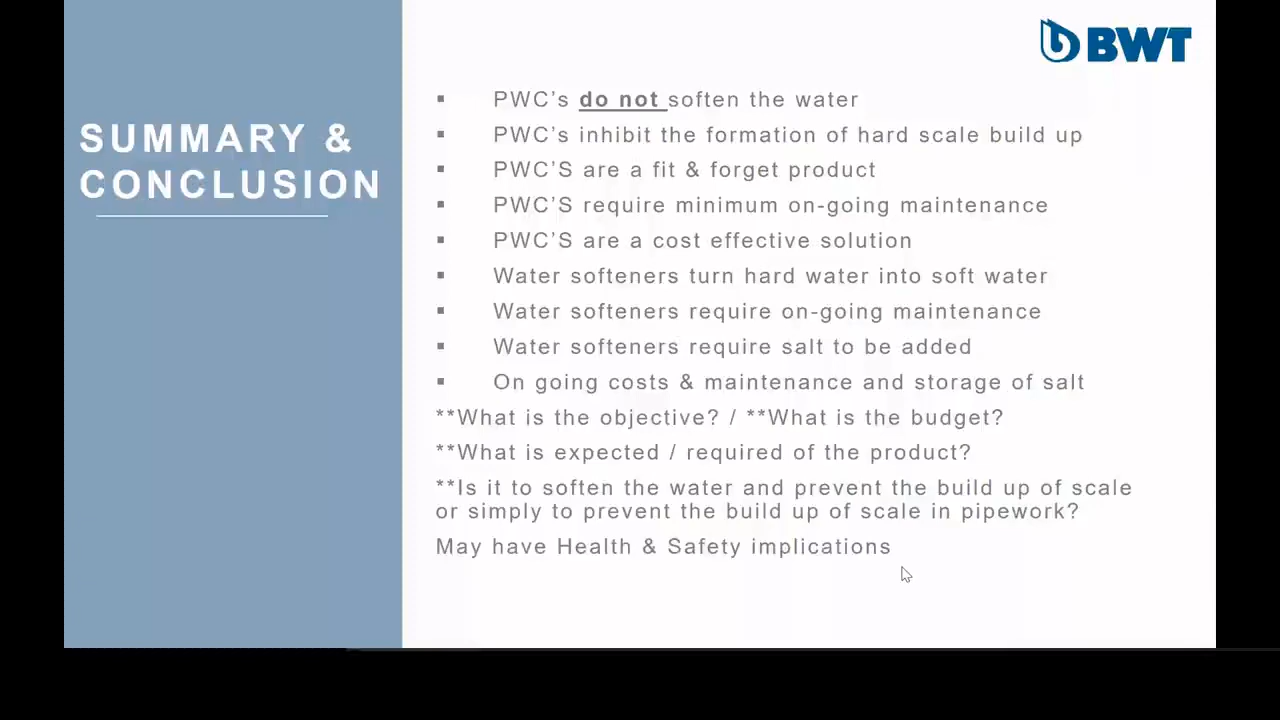 BWT
SUMMARY &
CONCLUSION
▪ PWC’s do not soften the water
▪ PWC’s inhibit the formation of hard scale build up
▪ PWC’S are a fit & forget product
▪ PWC’S require minimum on-going maintenance
▪ PWC’S are a cost effective solution
▪ Water softeners turn hard water into soft water
▪ Water softeners require on-going maintenance
▪ Water softeners require salt to be added
▪ On going costs & maintenance and storage of salt
**What is the objective? / **What is the budget?
**What is expected / required of the product?
**Is it to soften the water and prevent the build up of scale
or simply to prevent the build up of scale in pipework?
May have Health & Safety implications